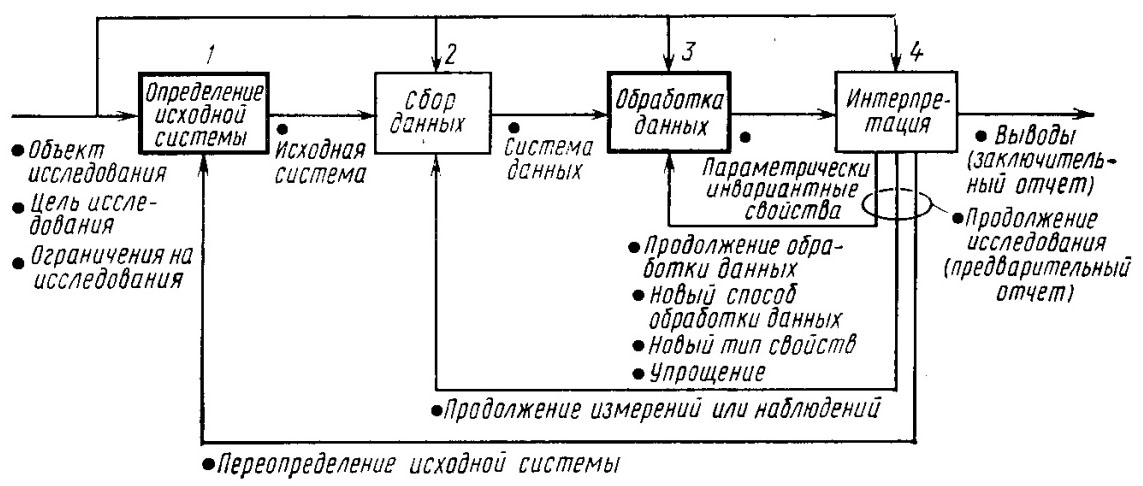 1
2
3
4
Определение
исходной
системы
Сбор
данных
Обработка
данных
Интерпре-
тация
● Объект
исследования
● Цель иссле-
дования
● Ограничения на
исследования
● Исходная
система
● Система
данных
● Параметрически
инвариантные
свойства
● Выводы
(заключитель-
ный отчет)
● Продолжение
исследования
(предварительный
отчет)
● Продолжение обра-
ботки данных
● Новый способ
обработки данных
● Новый тип свойств
● Упрощение
● Продолжение измерений или наблюдений
● Переопределение исходной системы